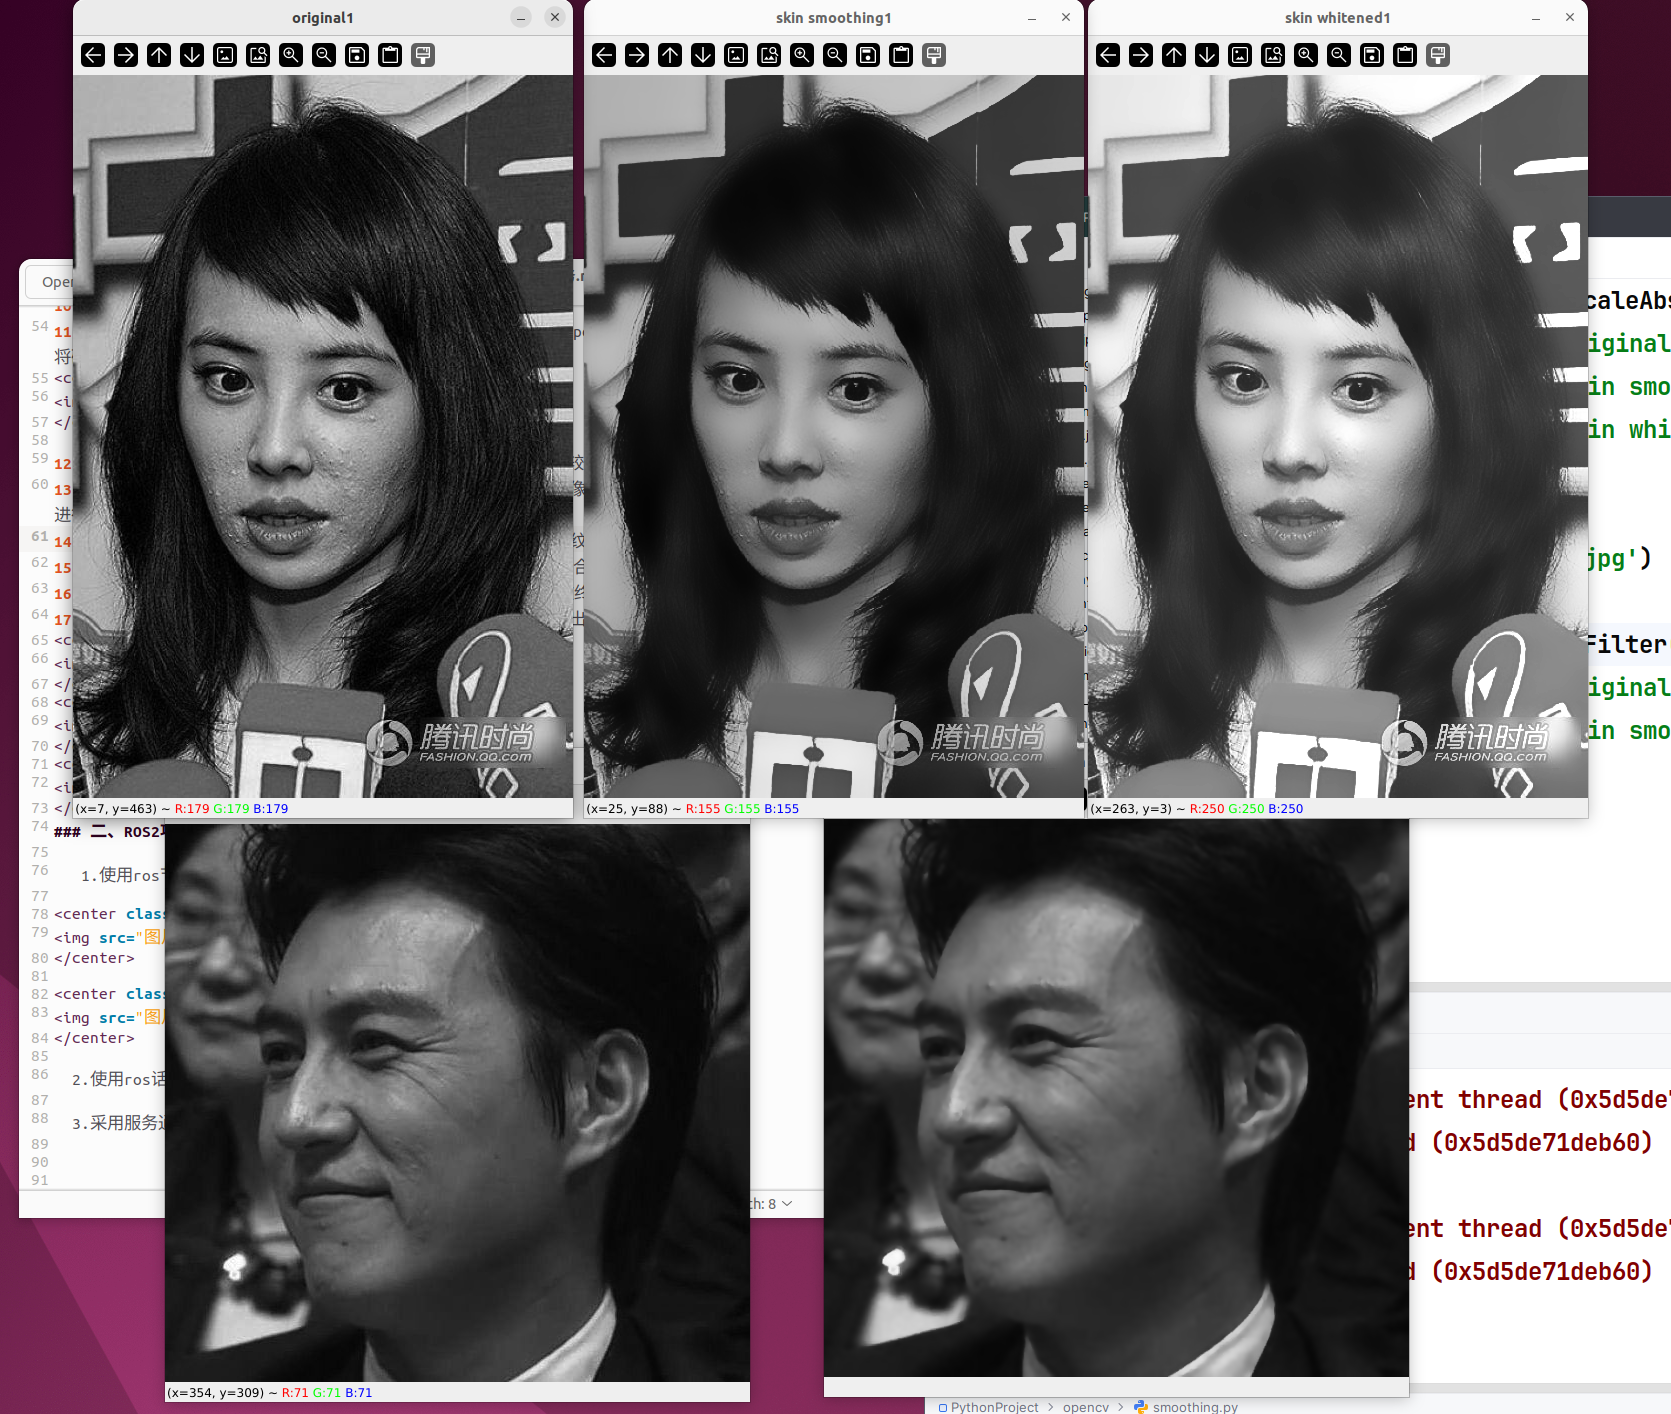 original1
skin smoothing1
skin whitened1
腾讯时尚
FASHION.QQ.COM
腾讯时尚
FASHION.QQ.COM
腾讯时尚
FASHION.QQ.COM
(x=7, y=463) ~ R:179 G:179 B:179
(x=25, y=88) ~ R:155 G:155 B:155
(x=263, y=3) ~ R:250 G:250 B:250
Open
54
11
将
55 <c
56 <i
57 </
58
59 12
60 13
进
61 14
62 15
63 16
64 17
65 <c
66 <i
67 </
68 <c
69 <i
70 </
71 <c
72 <i
73 </
74 ### 二、ROS2
75
76 1.使用ros
77
78 <center class
79 <img src="图
80 </center>
81
82 <center class
83 <img src="图
84 </center>
85
86 2.使用ros话
87
88 3.采用服务
89
90
91
th: 8
(x=354, y=309) ~ R:71 G:71 B:71
caleAbs
iginal
in smo
in whi
jpg')
Filter
iginal
in smo
ent thread (0x5d5de7
d (0x5d5de71deb60)
ent thread (0x5d5de7
d (0x5d5de71deb60)
PythonProject > opencv > smoothing.py